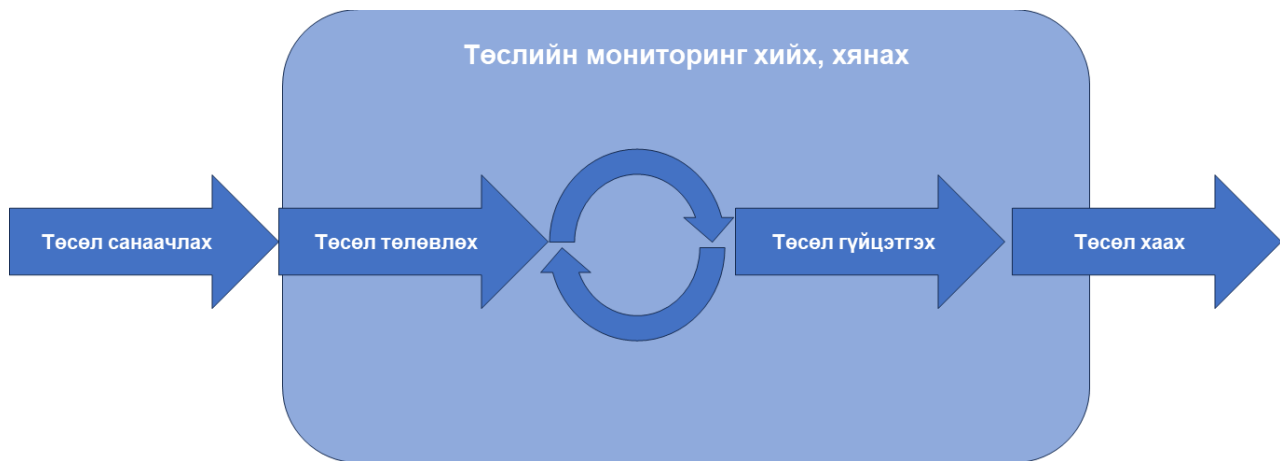 Төслийн мониторинг хийх, хянах
Төсөл санаачлах
Төсөл төлөвлөх
Төсөл гүйцэтгэх
Төсөл хаах